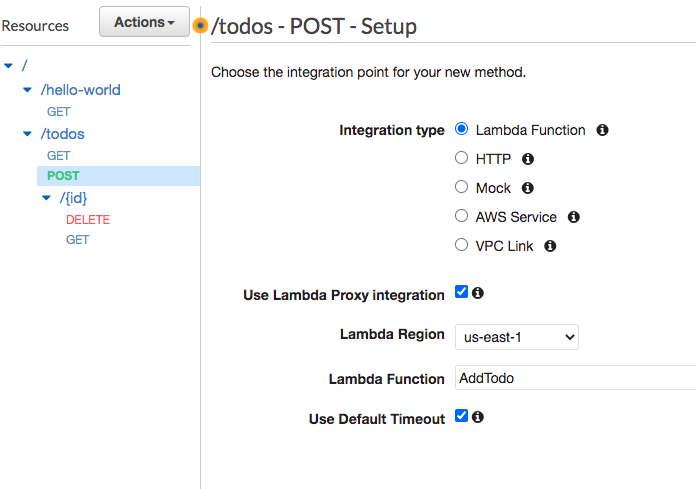 Resources
Actions
/
/hello-world
GET
/todos
GET
POST
/{id}
DELETE
GET
/todos - POST - Setup
Choose the integration point for your new method.
Integration type
Lambda Function
HTTP
Mock
AWS Service
VPC Link
Use Lambda Proxy integration
Lambda Region us-east-1
Lambda Function AddTodo
Use Default Timeout